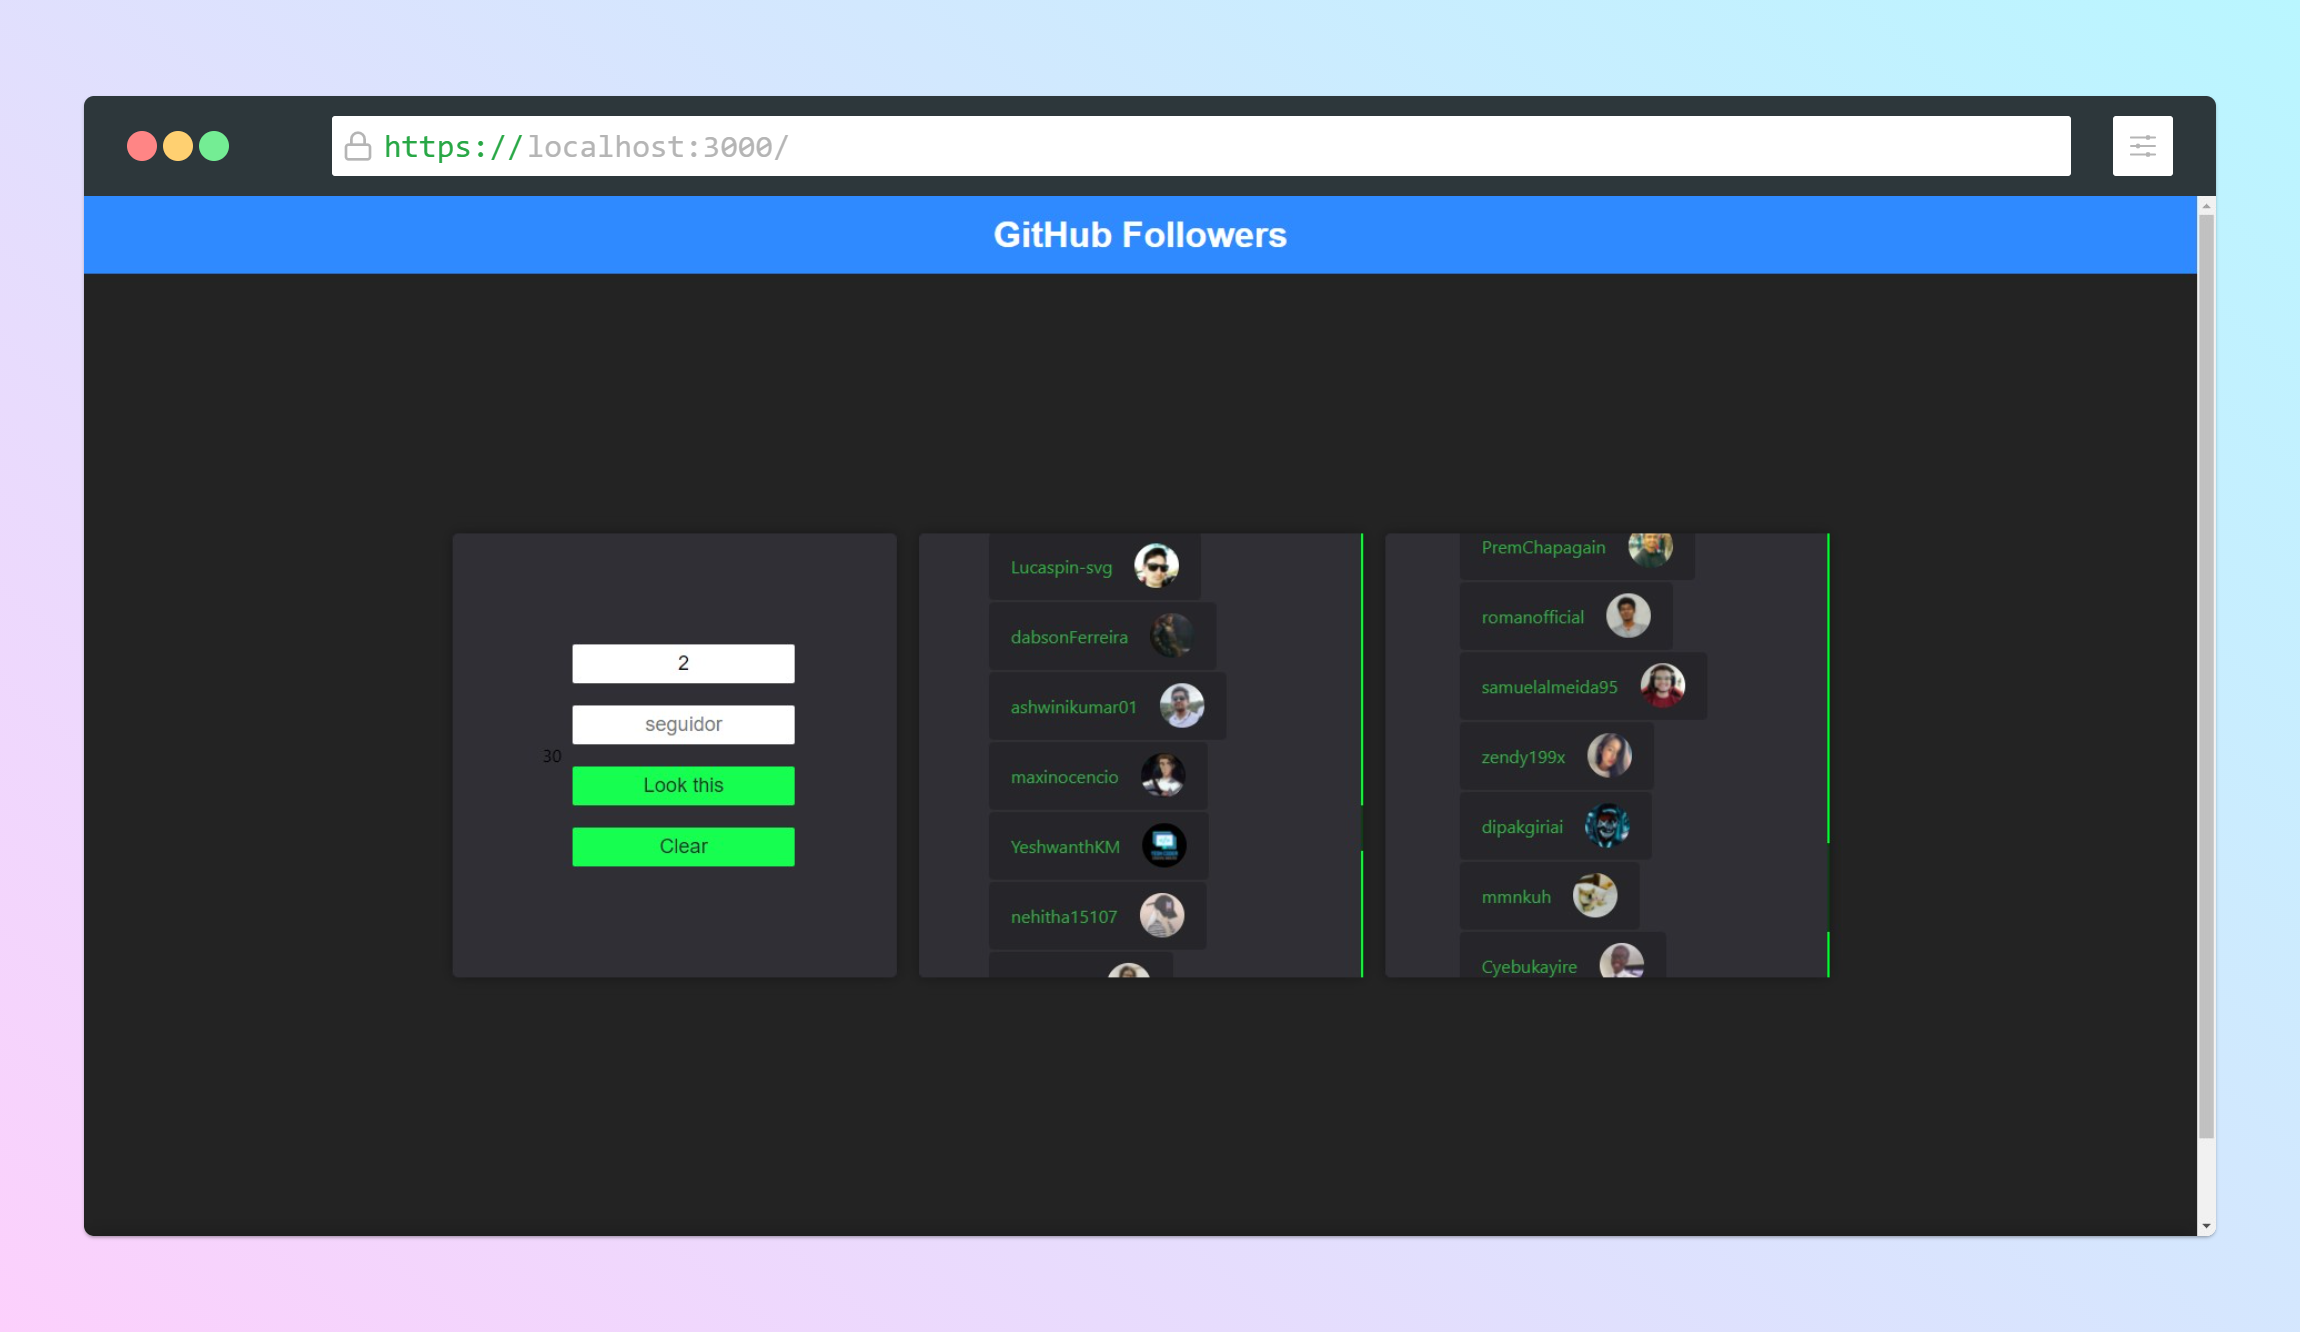 https://localhost:3000/
GitHub Followers
2
seguidor
30
Look this
Clear
Lucaspin-svg
dabsonFerreira
ashwinikumar01
maxinocencio
YeshwanthKM
nehitha15107
PremChapagain
romanofficial
samuelalmeida95
zendy199x
dipakgiriai
mmnkuh
Cyebukayire